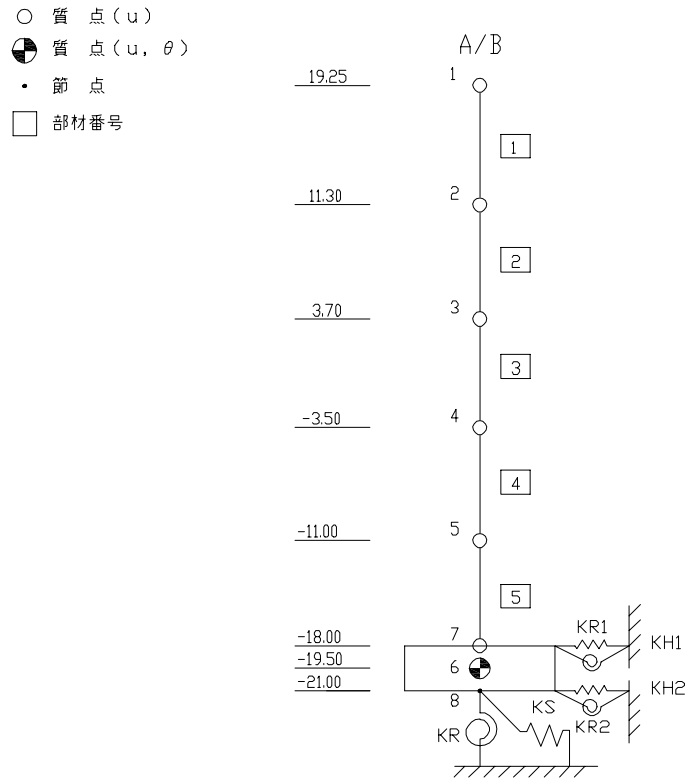 質 点（u）
質 点（u, θ）
節 点
部材番号
A/B
19.25
1
1
11.30
2
2
3.70
3
3
-3.50
4
4
-11.00
5
5
-18.00
7
KR1
KH1
-19.50
6
-21.00
8
KS
KH2
KR
KR2